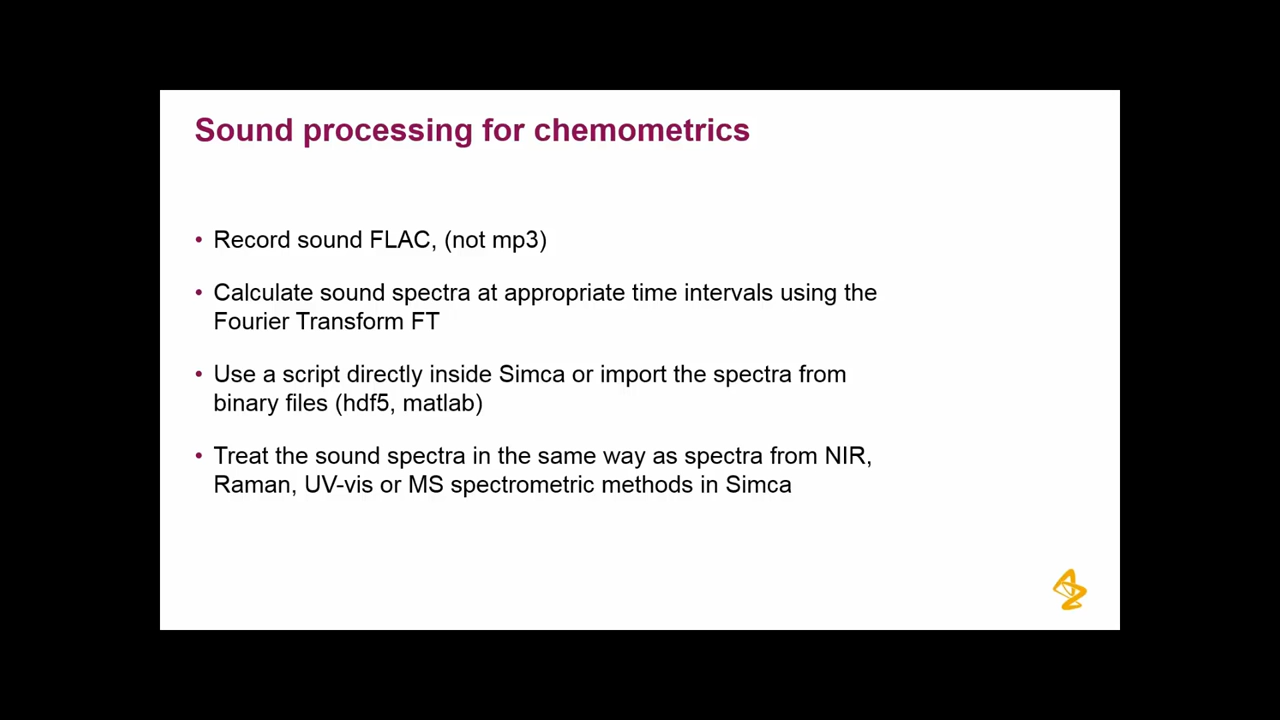 Sound processing for chemometrics
• Record sound FLAC, (not mp3)
• Calculate sound spectra at appropriate time intervals using the
Fourier Transform FT
• Use a script directly inside Simca or import the spectra from
binary files (hdf5, matlab)
• Treat the sound spectra in the same way as spectra from NIR,
Raman, UV-vis or MS spectrometric methods in Simca